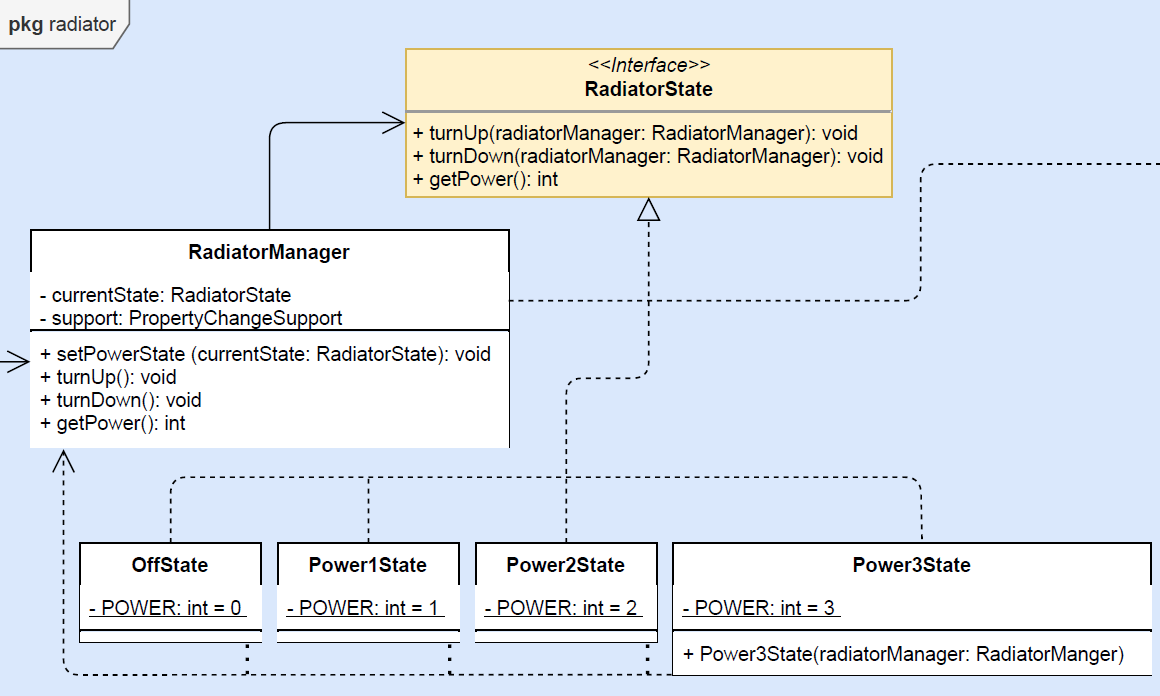 pkg radiator
<<Interface>>
RadiatorState
+ turnUp(radiatorManager: RadiatorManager): void
+ turnDown(radiatorManager: RadiatorManager): void
+ getPower(): int
RadiatorManager
- currentState: RadiatorState
- support: PropertyChangeSupport
+ setPowerState (currentState: RadiatorState): void
+ turnUp(): void
+ turnDown(): void
+ getPower(): int
OffState
- POWER: int = 0
Power1State
- POWER: int = 1
Power2State
- POWER: int = 2
Power3State
- POWER: int = 3
+ Power3State(radiatorManager: RadiatorManger)